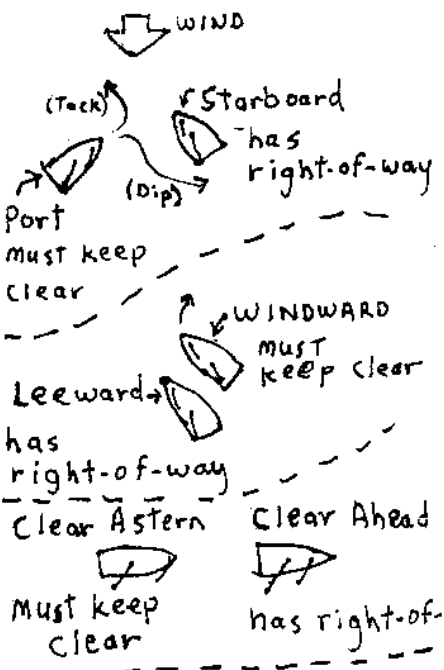 WIND
(Tack)
Starboard
has
right-of-way
(Dip)
Port
must keep
clear
WINDWARD
must
keep clear
Leeward
has
right-of-way
Clear Astern
Clear Ahead
must keep
clear
has right-of-